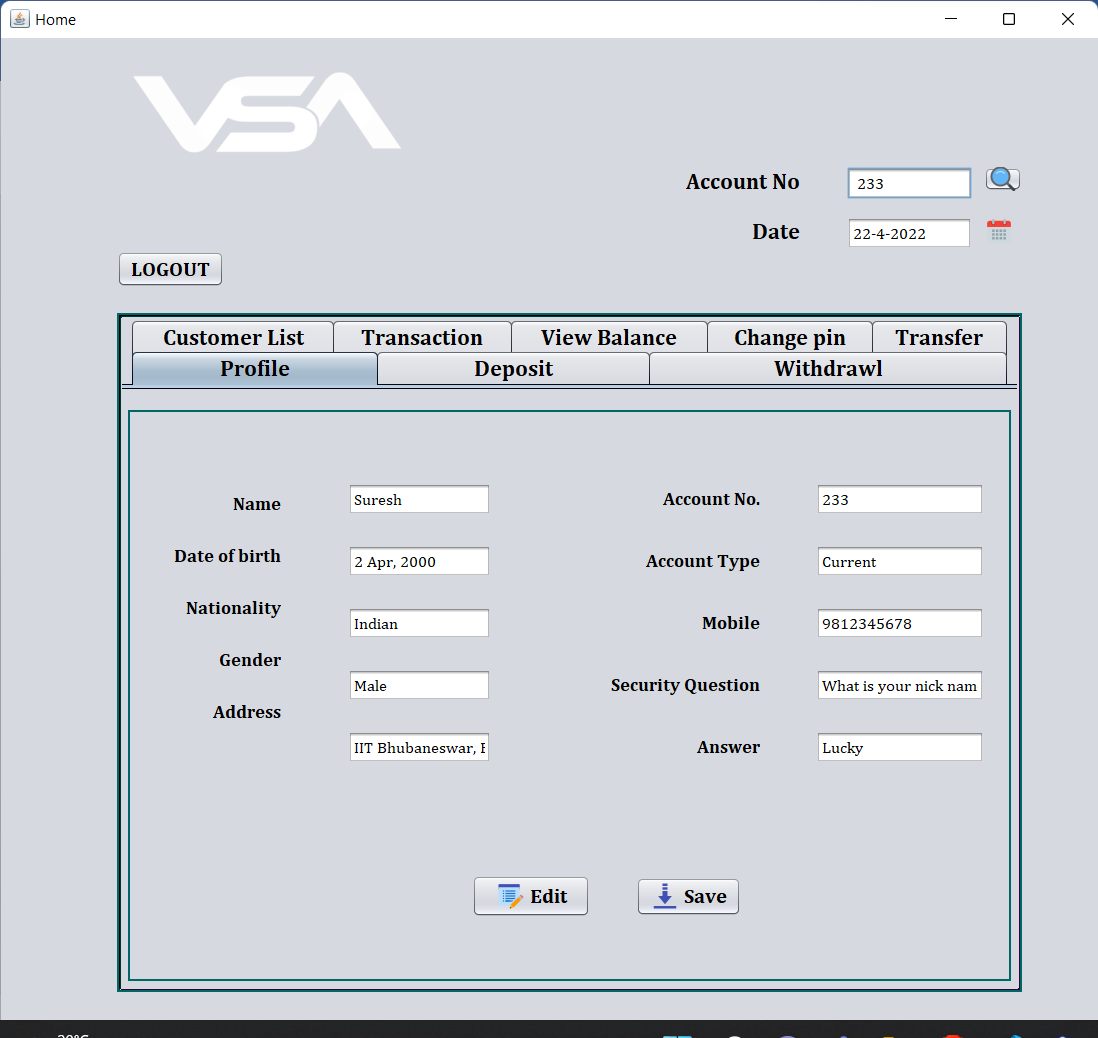 Home
VSA
Account No 233
Date 22-4-2022
LOGOUT
Customer List Transaction View Balance Change pin Transfer
Profile Deposit Withdrawl
Name Suresh Account No. 233
Date of birth 2 Apr, 2000 Account Type Current
Nationality Indian Mobile 9812345678
Gender Male Security Question What is your nick nam
Address IIT Bhubaneswar, Answer Lucky
Edit Save